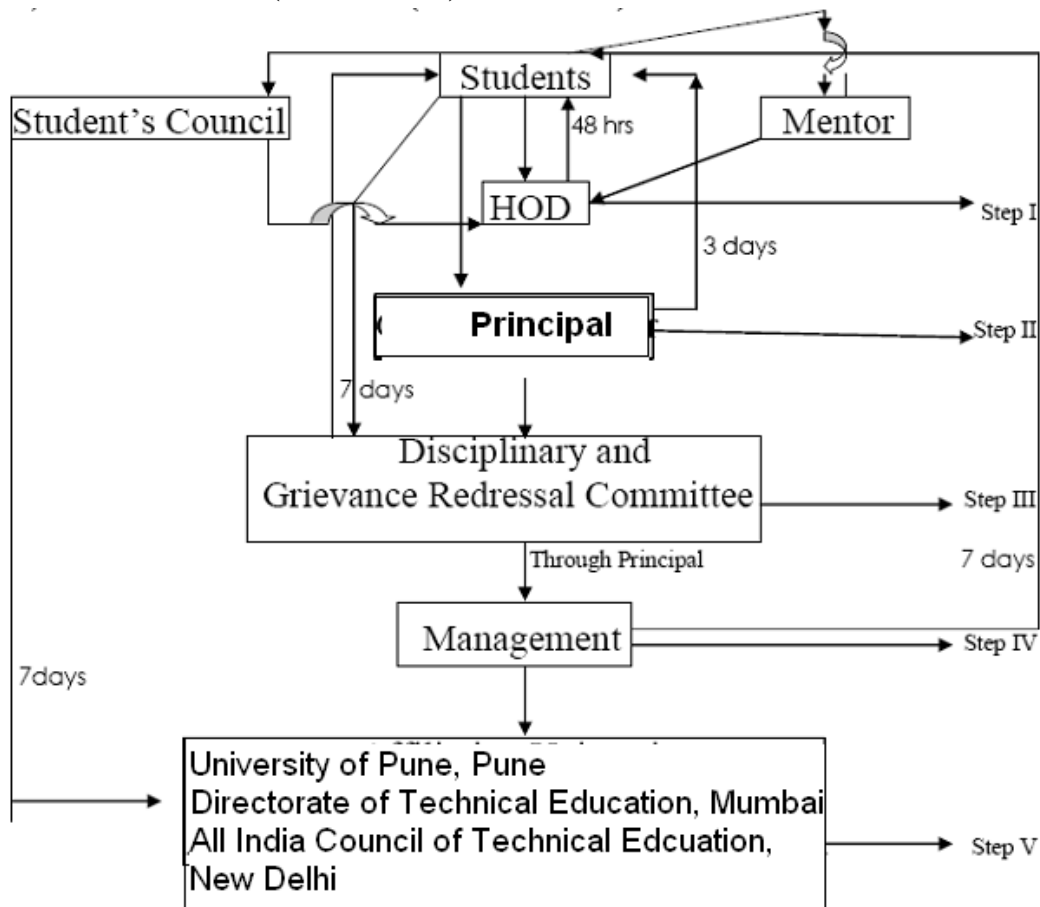 Students
Student's Council
48 hrs
Mentor
HOD
Step I
3 days
Principal
Step II
7 days
Disciplinary and
Grievance Redressal Committee
Step III
Through Principal
7 days
Management
Step IV
7days
University of Pune, Pune
Directorate of Technical Education, Mumbai
All India Council of Technical Edcuation,
New Delhi
Step V